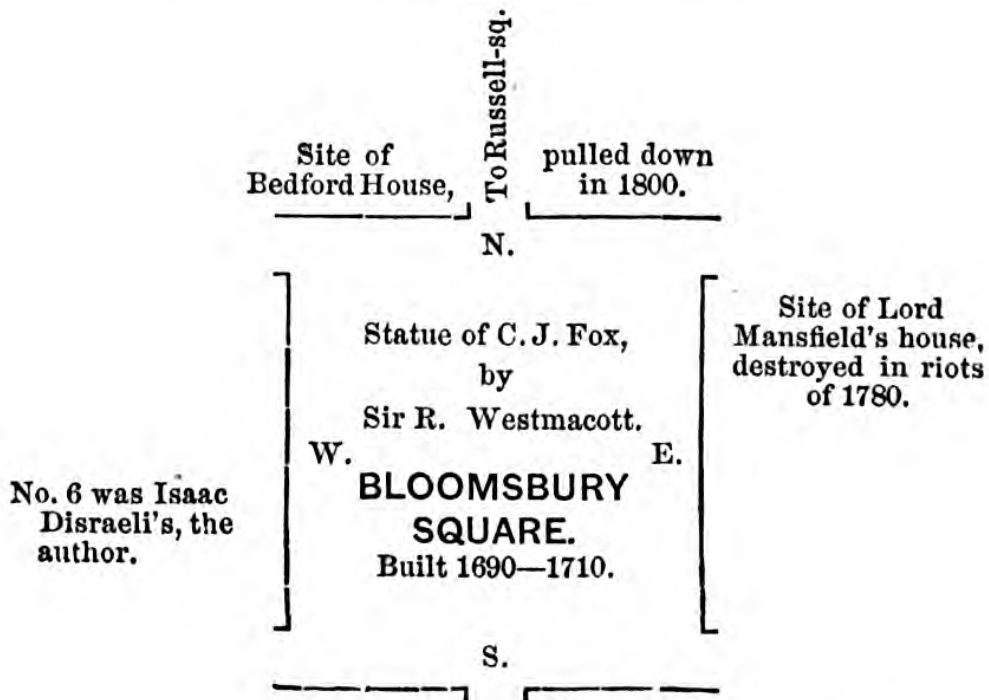 To Russell-sq.
Site of
Bedford House,
pulled down
in 1800.
N.
Statue of C. J. Fox,
by
Sir R. Westmacott.
W.
E.
BLOOMSBURY
SQUARE.
Built 1690—1710.
Site of Lord
Mansfield's house,
destroyed in riots
of 1780.
No. 6 was Isaac
Disraeli's, the
author.
S.